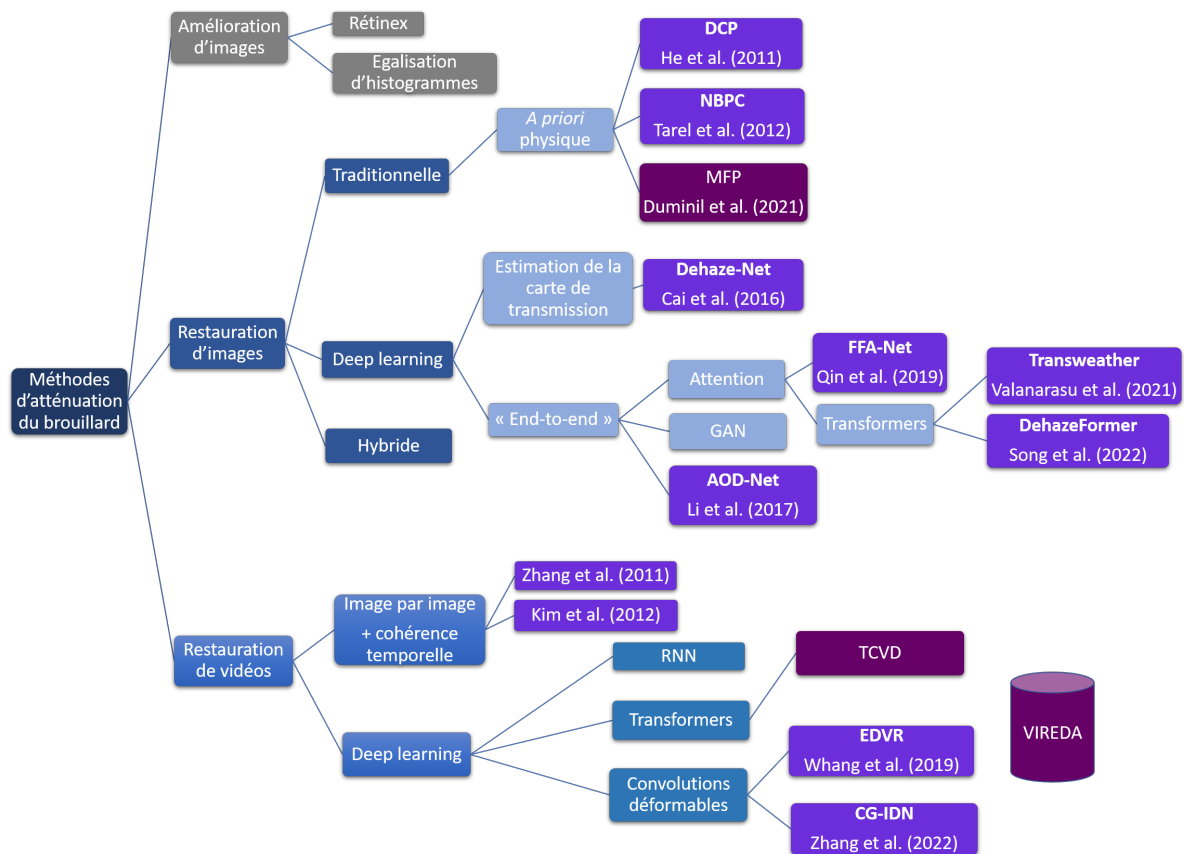 Amélioration
d'images
Rétinex
Egalisation
d'histogrammes
DCP
He et al. (2011)
A priori
physique
NBPC
Tarel et al. (2012)
Traditionnelle
MFP
Duminil et al. (2021)
Estimation de la
carte de
transmission
Dehaze-Net
Cai et al. (2016)
Restauration
d'images
Deep learning
FFA-Net
Qin et al. (2019)
Transweather
Valanarasu et al. (2021)
Attention
Méthodes
d'atténuation
du brouillard
« End-to-end »
GAN
Transformers
DehazeFormer
Song et al. (2022)
Hybride
AOD-Net
Li et al. (2017)
Zhang et al. (2011)
Image par image
+ cohérence
temporelle
Kim et al. (2012)
Restauration
de vidéos
RNN
TCVD
Transformers
VIREDA
Deep learning
EDVR
Whang et al. (2019)
Convolutions
déformables
CG-IDN
Zhang et al. (2022)